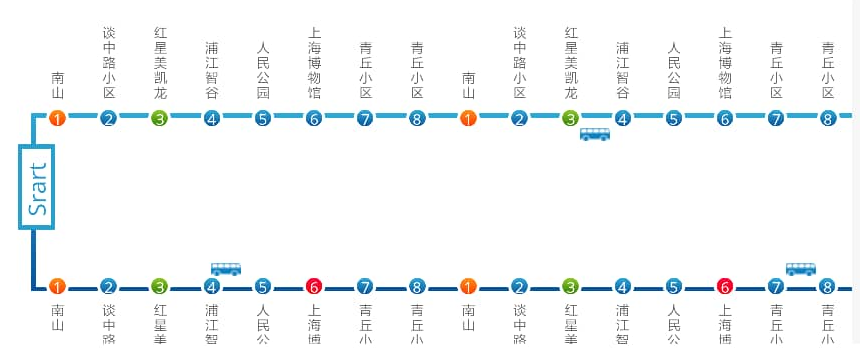 南山
谈中路小区
红星美凯龙
浦江智谷
人民公园
上海博物馆
青丘小区
青丘小区
南山
谈中路小区
红星美凯龙
浦江智谷
人民公园
上海博物馆
青丘小区
青丘小区
1 2 3 4 5 6 7 8 1 2 3 4 5 6 7 8
Srart
1 2 3 4 5 6 7 8 1 2 3 4 5 6 7 8
南山
谈中路
红星美
浦江智
人民公
上海博
青丘小
青丘小
南山
谈中路
红星美
浦江智
人民公
上海博
青丘小
青丘小